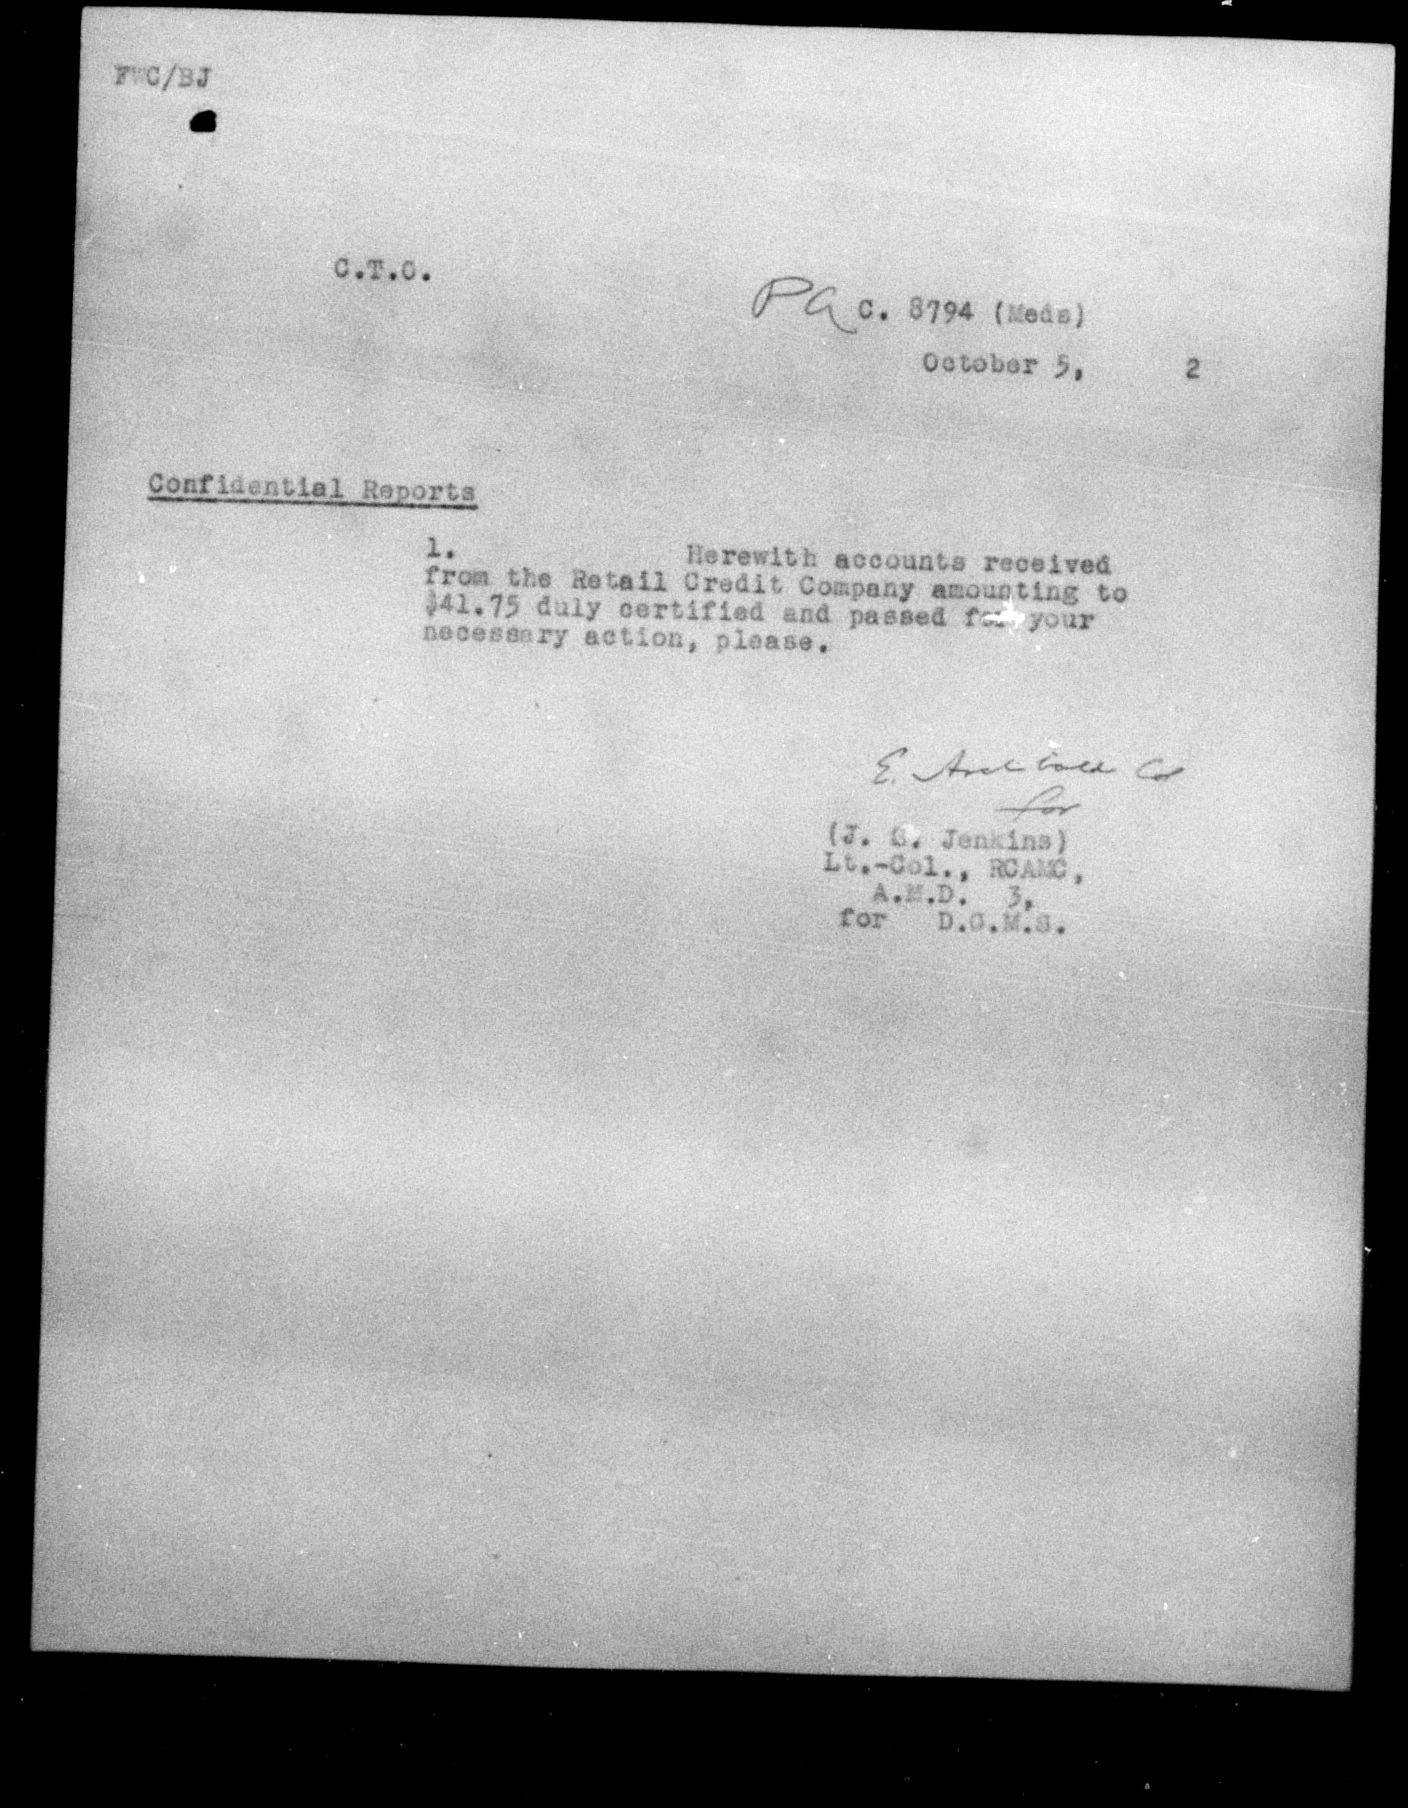 FWC/BJ
C.T.O.
PA C. 8794 (Meds)
October 5, 2
Confidential Reports
1. Herewith accounts received
from the Retail Credit Company amounting to
$41.75 duly certified and passed for your
necessary action, please.
E. Archibald Col
for
(J. S. Jenkins)
Lt.-Col., RCAMC,
A.M.D. 3,
for D.G.M.S.